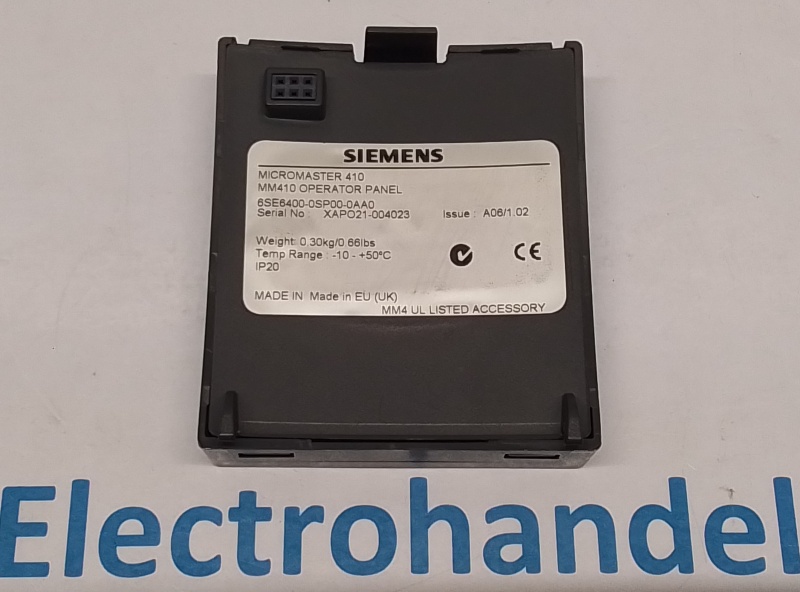 SIEMENS
MICROMASTER 410
MM410 OPERATOR PANEL
6SE6400-0SP00-0AA0
Serial No : XAPO21-004023 Issue : A06/1.02
Weight: 0.30kg/0.66lbs
Temp Range : -10 - +50°C
IP20
CE
MADE IN Made in EU (UK)
MM4 UL LISTED ACCESSORY
Electrohandel